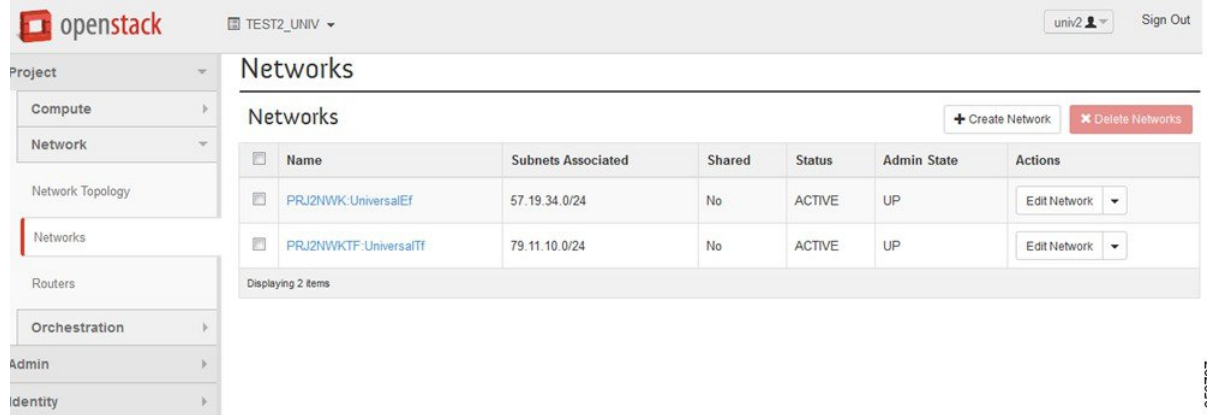 openstack
TEST2_UNIV
univ2
Sign Out
Project
Compute
Network
Network Topology
Networks
Routers
Orchestration
Admin
Identity
Networks
Networks
Create Network
Delete Networks
Name Subnets Associated Shared Status Admin State Actions
PRJ2NWK:UniversalEf 57.19.34.0/24 No ACTIVE UP Edit Network
PRJ2NWKTF:UniversalTf 79.11.10.0/24 No ACTIVE UP Edit Network
Displaying 2 items